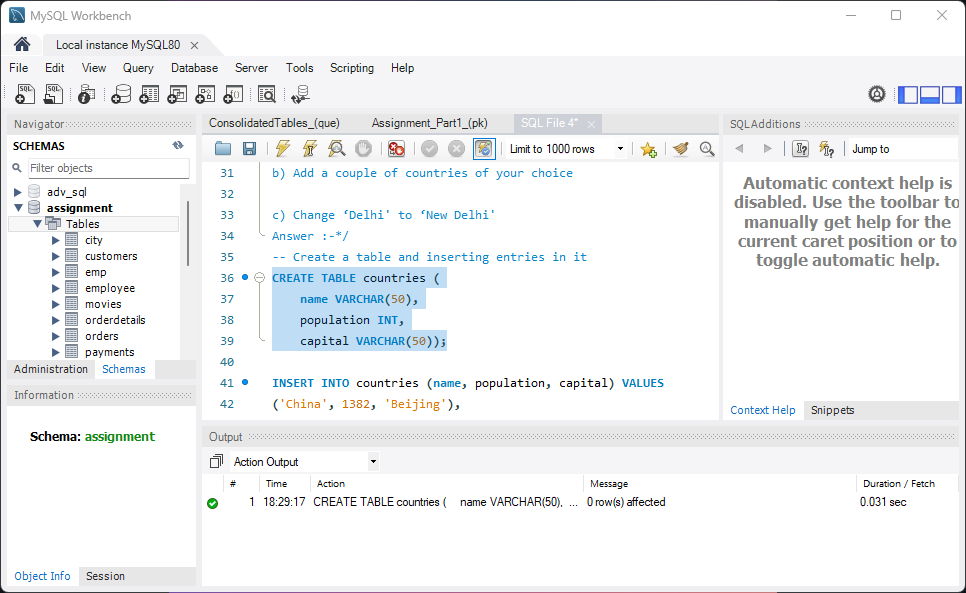 MySQL Workbench
Local instance MySQL80
File Edit View Query Database Server Tools Scripting Help
Navigator
SCHEMAS
Filter objects
adv_sql
assignment
Tables
city
customers
emp
employee
movies
orderdetails
orders
payments
Administration Schemas
Information
Schema: assignment
Object Info Session
ConsolidatedTables_(que) Assignment_Part1_(pk) SQL File 4*
Limit to 1000 rows
31 b) Add a couple of countries of your choice
32
33 c) Change ‘Delhi' to ‘New Delhi'
34 Answer :-*/
35 -- Create a table and inserting entries in it
36 CREATE TABLE countries (
37 name VARCHAR(50),
38 population INT,
39 capital VARCHAR(50));
40
41 INSERT INTO countries (name, population, capital) VALUES
42 ('China', 1382, 'Beijing'),
SQLAdditions
Jump to
Automatic context help is
disabled. Use the toolbar to
manually get help for the
current caret position or to
toggle automatic help.
Context Help Snippets
Output
Action Output
# Time Action Message Duration / Fetch
1 18:29:17 CREATE TABLE countries ( name VARCHAR(50), ... 0 row(s) affected 0.031 sec